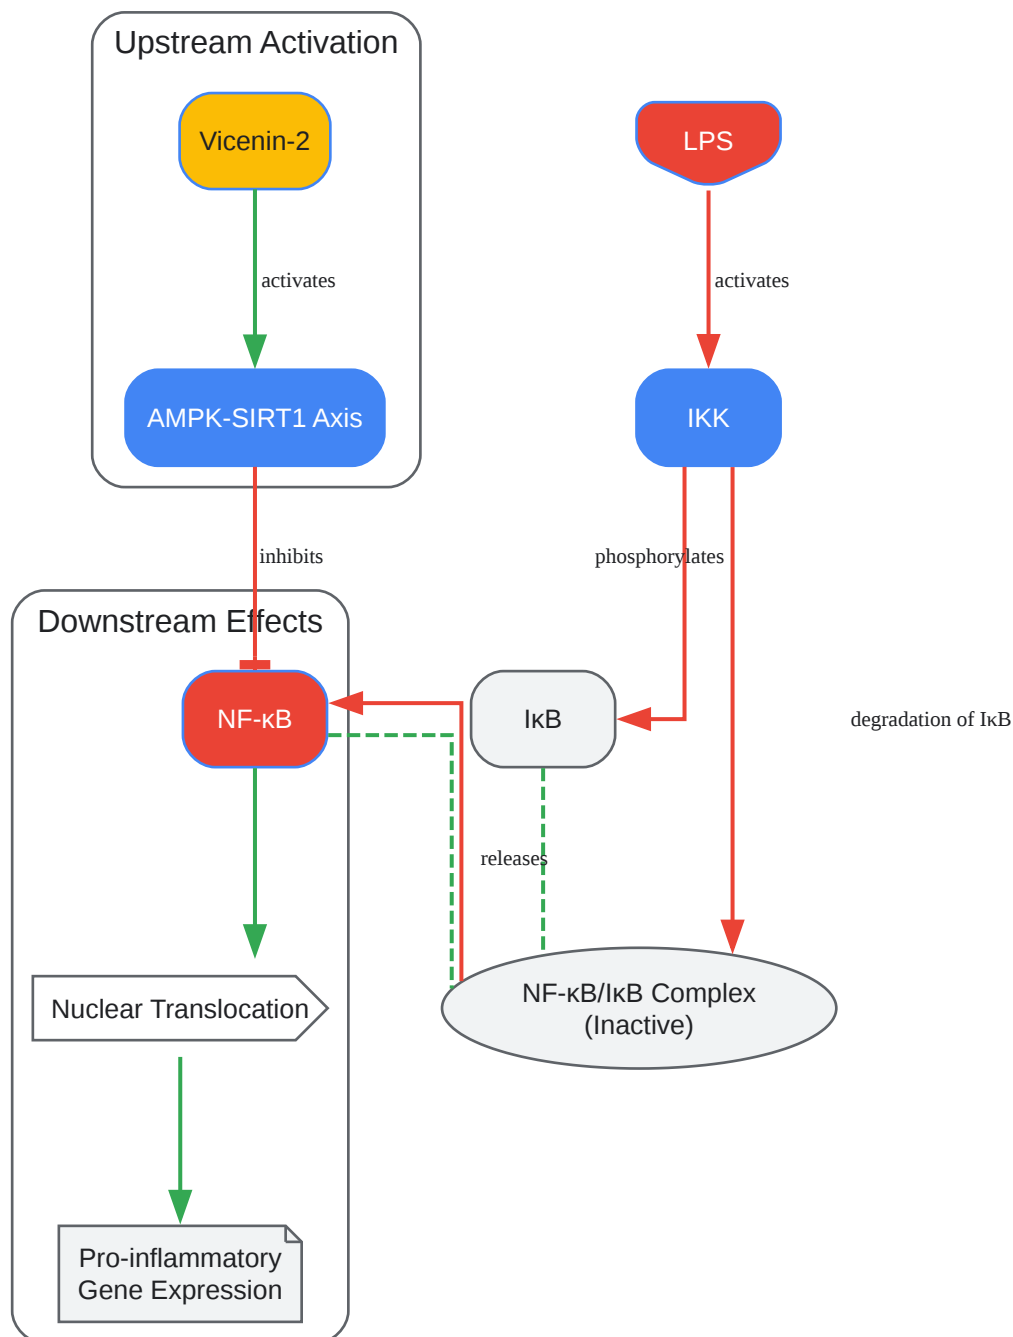 Upstream Activation
Vicenin-2
LPS
activates
activates
AMPK-SIRT1 Axis
IKK
inhibits
phosphorylates
Downstream Effects
NF-κB
IκB
degradation of IκB
releases
NF-κB/IκB Complex
(Inactive)
Nuclear Translocation
Pro-inflammatory
Gene Expression